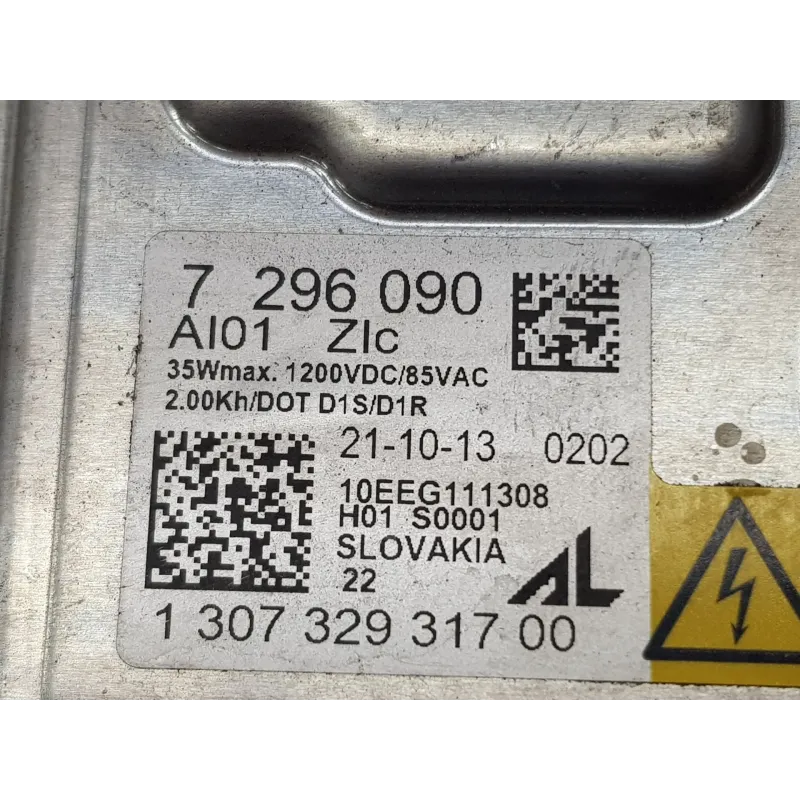 7 296 090
AI01 ZIc
35Wmax. 1200VDC/85VAC
2.00Kh/DOT D1S/D1R
21-10-13 0202
10EEG111308
H01 S0001
SLOVAKIA
22
AL
1 307 329 317 00